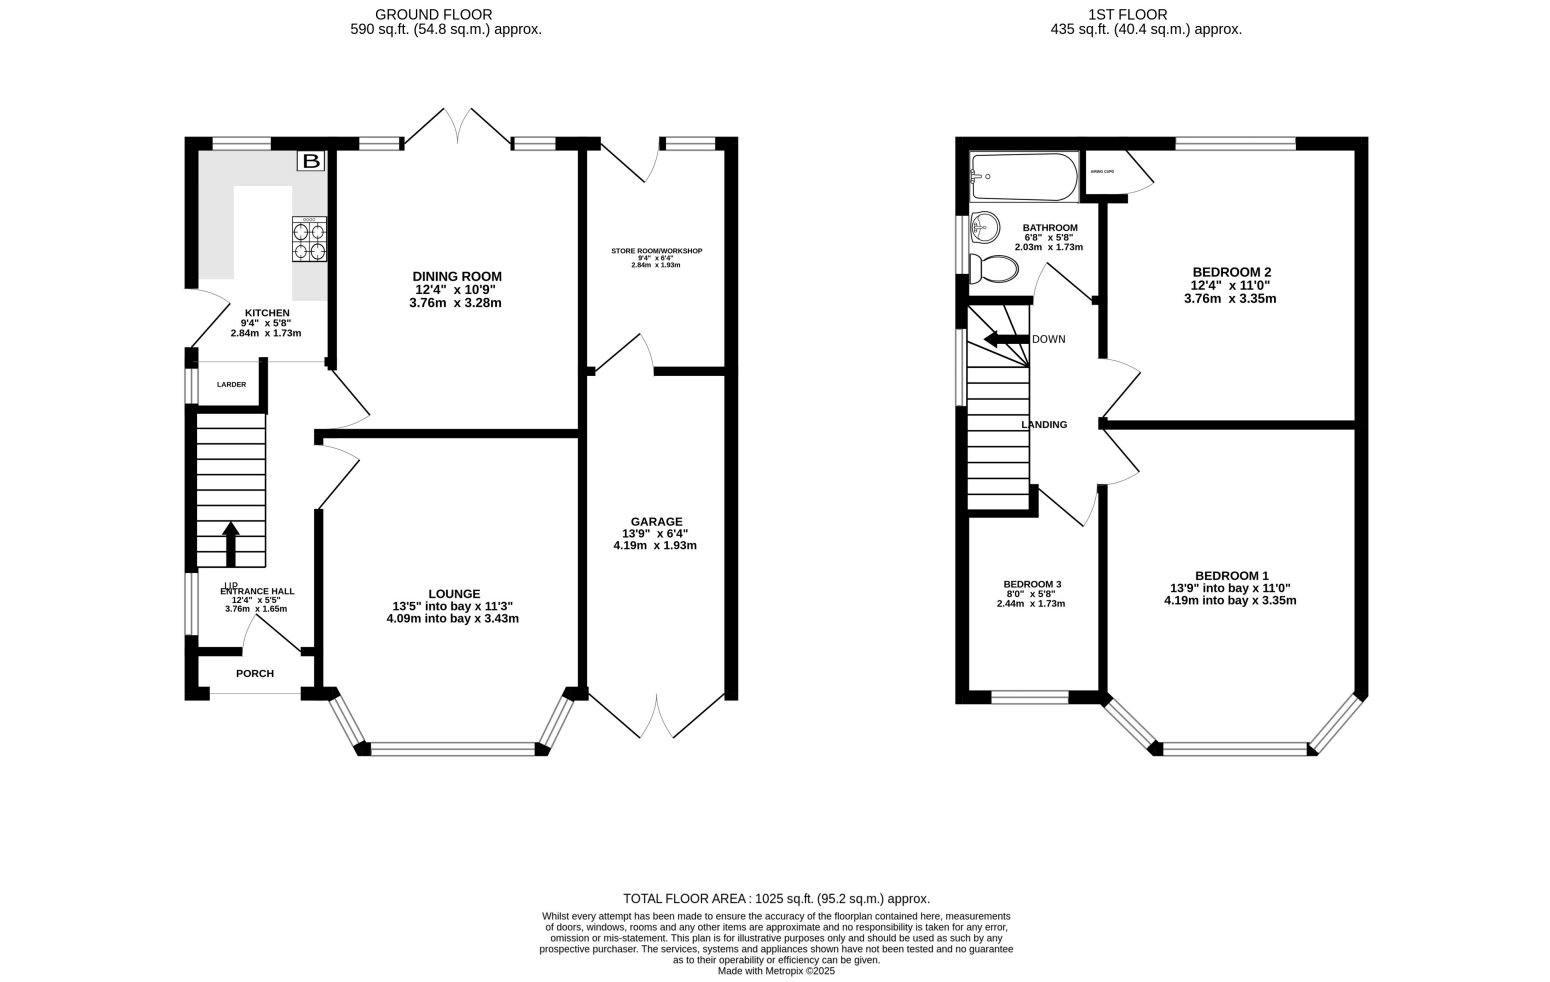 GROUND FLOOR
590 sq.ft. (54.8 sq.m.) approx.
1ST FLOOR
435 sq.ft. (40.4 sq.m.) approx.
B
KITCHEN
9'4" x 5'8"
2.84m x 1.73m
LARDER
DINING ROOM
12'4" x 10'9"
3.76m x 3.28m
STORE ROOM/WORKSHOP
9'4" x 6'4"
2.84m x 1.93m
GARAGE
13'9" x 6'4"
4.19m x 1.93m
UP
ENTRANCE HALL
12'4" x 5'5"
3.76m x 1.65m
PORCH
LOUNGE
13'5" into bay x 11'3"
4.09m into bay x 3.43m
AIRING CUPD
BATHROOM
6'8" x 5'8"
2.03m x 1.73m
BEDROOM 2
12'4" x 11'0"
3.76m x 3.35m
DOWN
LANDING
BEDROOM 3
8'0" x 5'8"
2.44m x 1.73m
BEDROOM 1
13'9" into bay x 11'0"
4.19m into bay x 3.35m
TOTAL FLOOR AREA : 1025 sq.ft. (95.2 sq.m.) approx.
Whilst every attempt has been made to ensure the accuracy of the floorplan contained here, measurements
of doors, windows, rooms and any other items are approximate and no responsibility is taken for any error,
omission or mis-statement. This plan is for illustrative purposes only and should be used as such by any
prospective purchaser. The services, systems and appliances shown have not been tested and no guarantee
as to their operability or efficiency can be given.
Made with Metropix ©2025